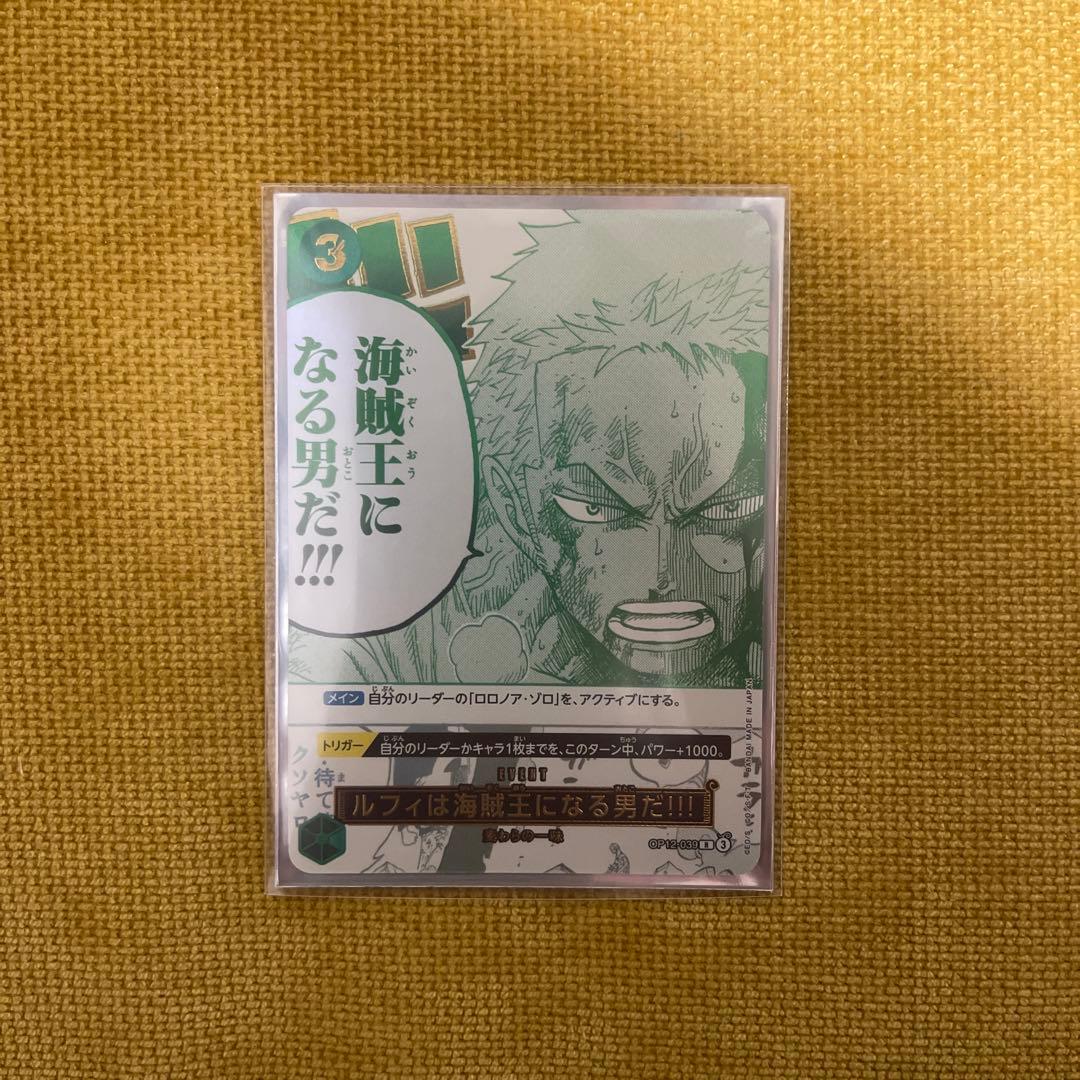 3
海賊王に
なる男だ!!!
メイン 自分のリーダーの「ロロノア・ゾロ」を、アクティブにする。
トリガー 自分のリーダーかキャラ1枚までを、このターン中、パワー+1000。
・待て
クソヤロ
EVENT
ルフィは海賊王になる男だ!!!
麦わらの一味
OP12-039 R 3
BANDAI MADE IN JAPAN